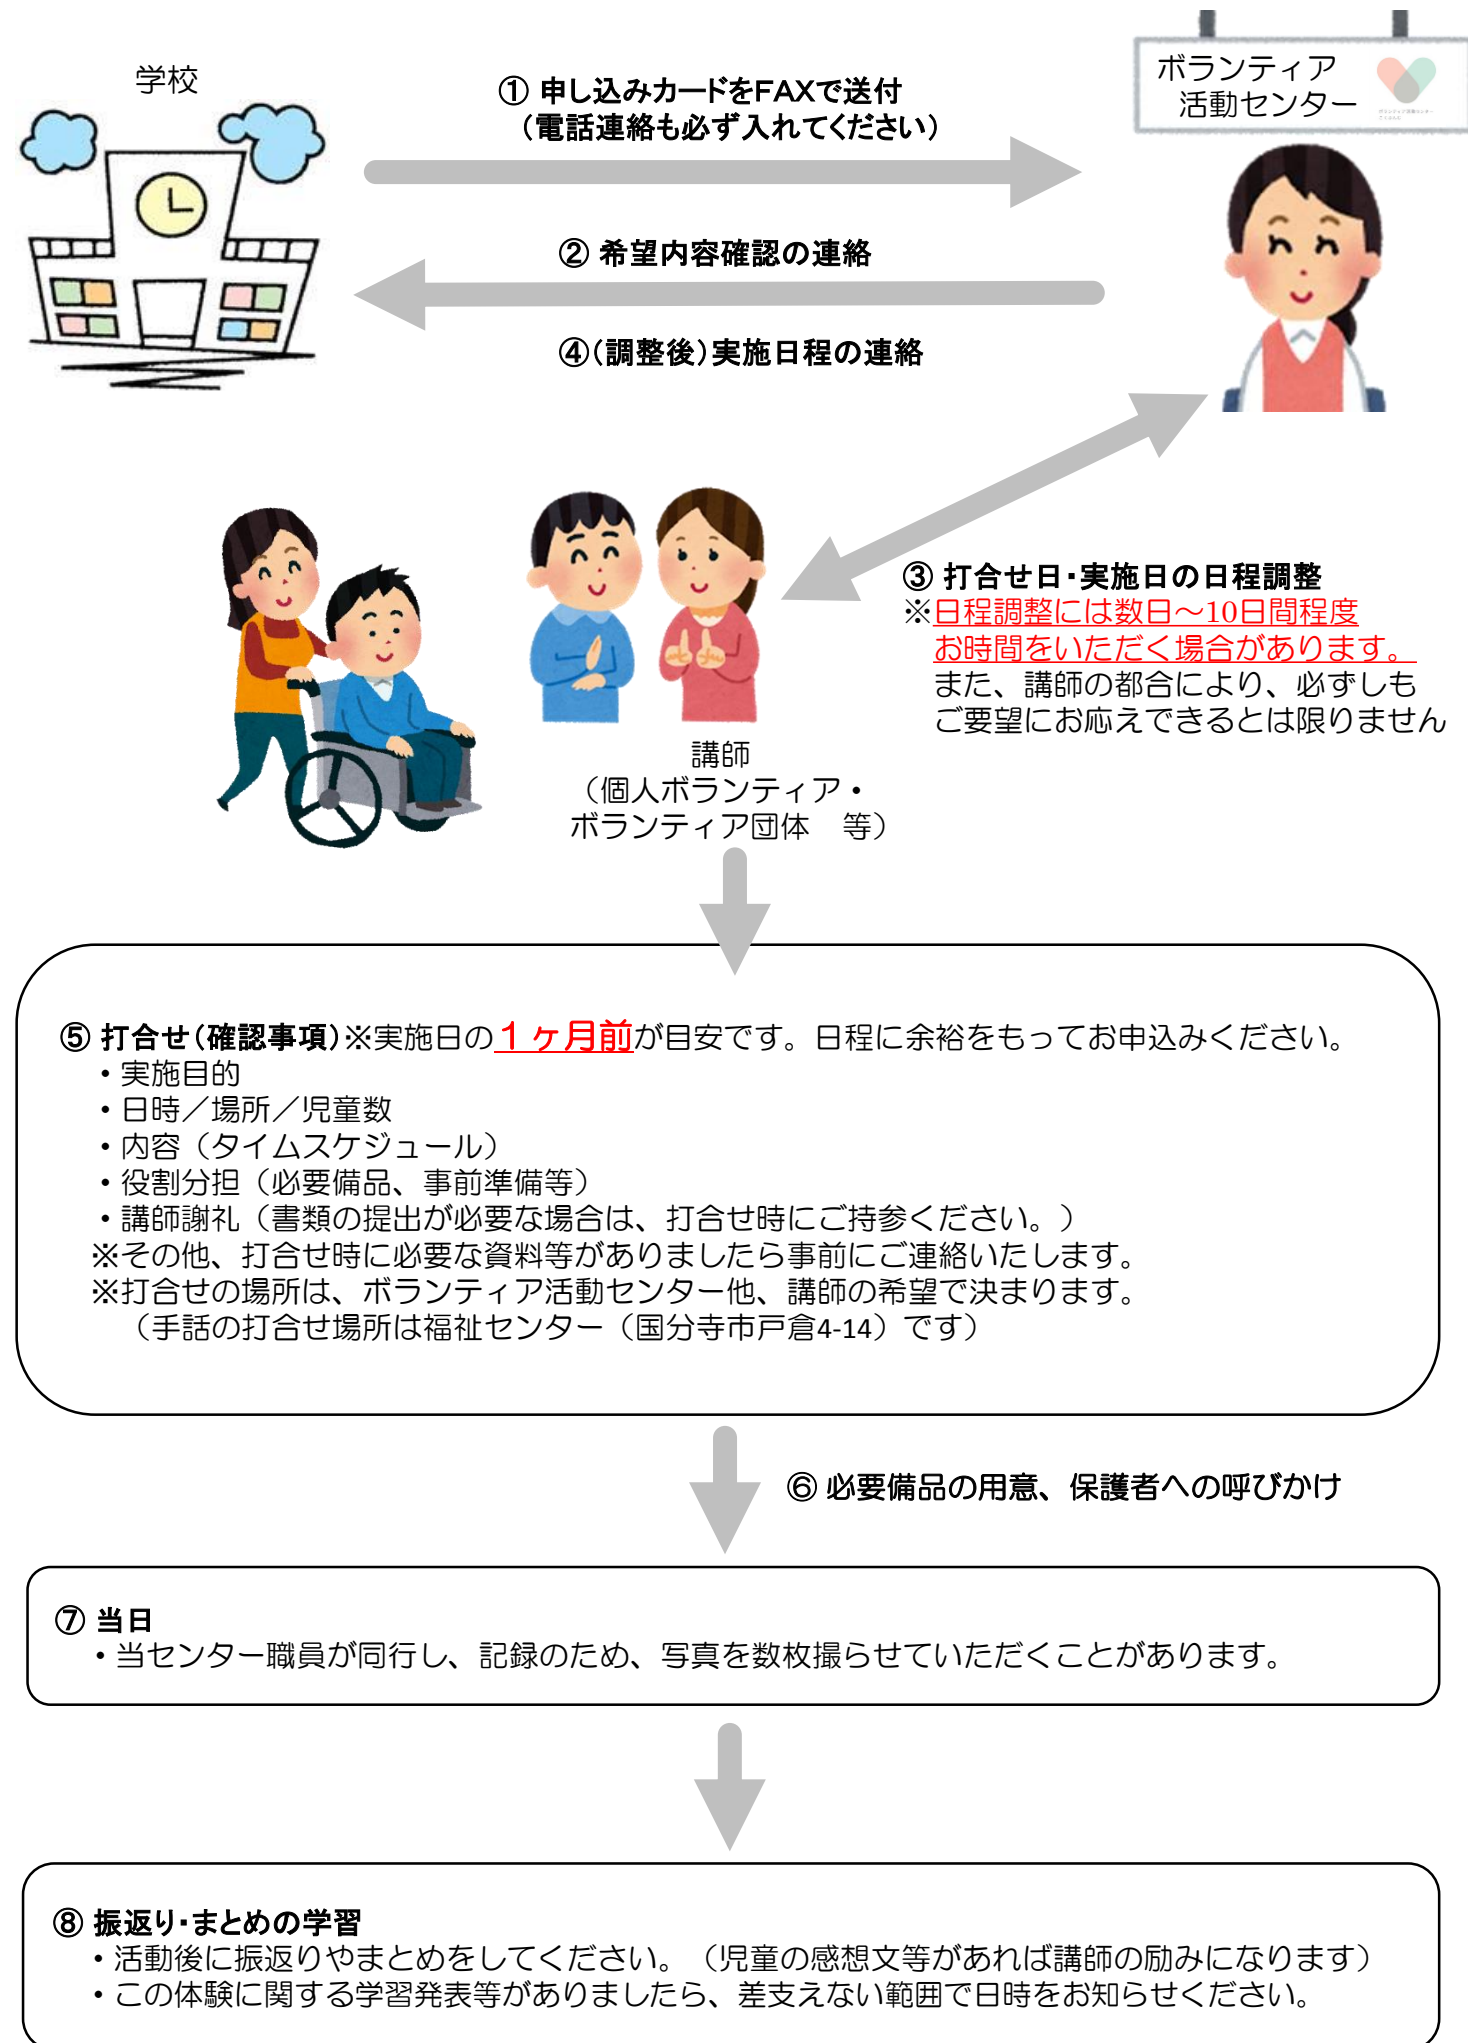 学校
ボランティア
活動センター
① 申し込みカードをFAXで送付
（電話連絡も必ず入れてください）
② 希望内容確認の連絡
④（調整後）実施日程の連絡
③ 打合せ日・実施日の日程調整
※日程調整には数日～10日間程度
お時間をいただく場合があります。
また、講師の都合により、必ずしも
ご要望にお応えできるとは限りません
講師
（個人ボランティア・
ボランティア団体　等）
⑤ 打合せ（確認事項）※実施日の１ヶ月前が目安です。日程に余裕をもってお申込みください。
・実施目的
・日時／場所／児童数
・内容（タイムスケジュール）
・役割分担（必要備品、事前準備等）
・講師謝礼（書類の提出が必要な場合は、打合せ時にご持参ください。）
※その他、打合せ時に必要な資料等がありましたら事前にご連絡いたします。
※打合せの場所は、ボランティア活動センター他、講師の希望で決まります。
（手話の打合せ場所は福祉センター（国分寺市戸倉4-14）です）
⑥ 必要備品の用意、保護者への呼びかけ
⑦ 当日
・当センター職員が同行し、記録のため、写真を数枚撮らせていただくことがあります。
⑧ 振返り・まとめの学習
・活動後に振返りやまとめをしてください。（児童の感想文等があれば講師の励みになります）
・この体験に関する学習発表等がありましたら、差支えない範囲で日時をお知らせください。